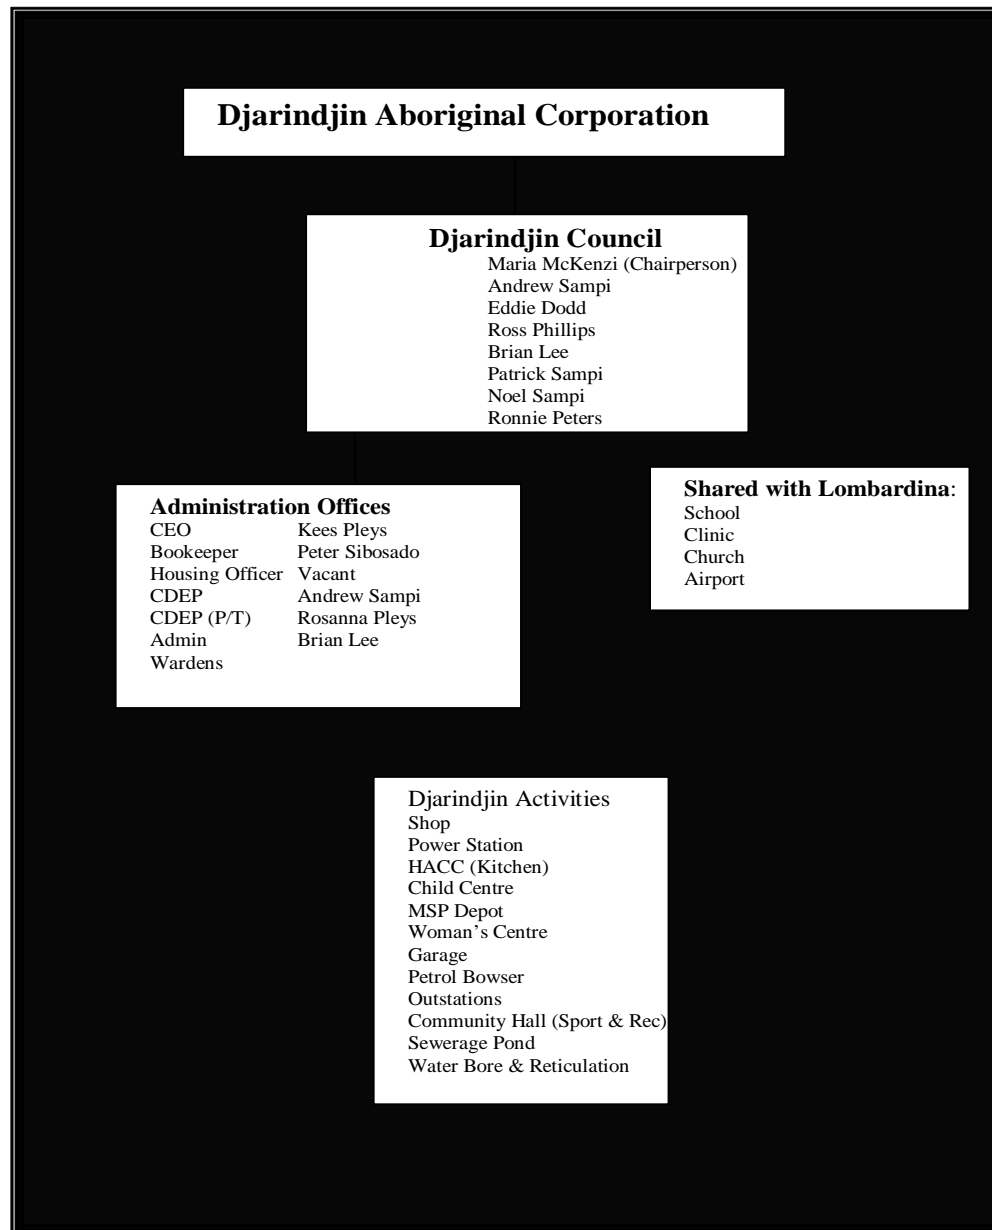 Djarindjin Aboriginal Corporation
Djarindjin Council
Maria McKenzi (Chairperson)
Andrew Sampi
Eddie Dodd
Ross Phillips
Brian Lee
Patrick Sampi
Noel Sampi
Ronnie Peters
Administration Offices
CEO Kees Pleys
Bookeeper Peter Sibosado
Housing Officer Vacant
CDEP Andrew Sampi
CDEP (P/T) Rosanna Pleys
Admin Brian Lee
Wardens
Shared with Lombardina:
School
Clinic
Church
Airport
Djarindjin Activities
Shop
Power Station
HACC (Kitchen)
Child Centre
MSP Depot
Woman’s Centre
Garage
Petrol Bowser
Outstations
Community Hall (Sport & Rec)
Sewerage Pond
Water Bore & Reticulation